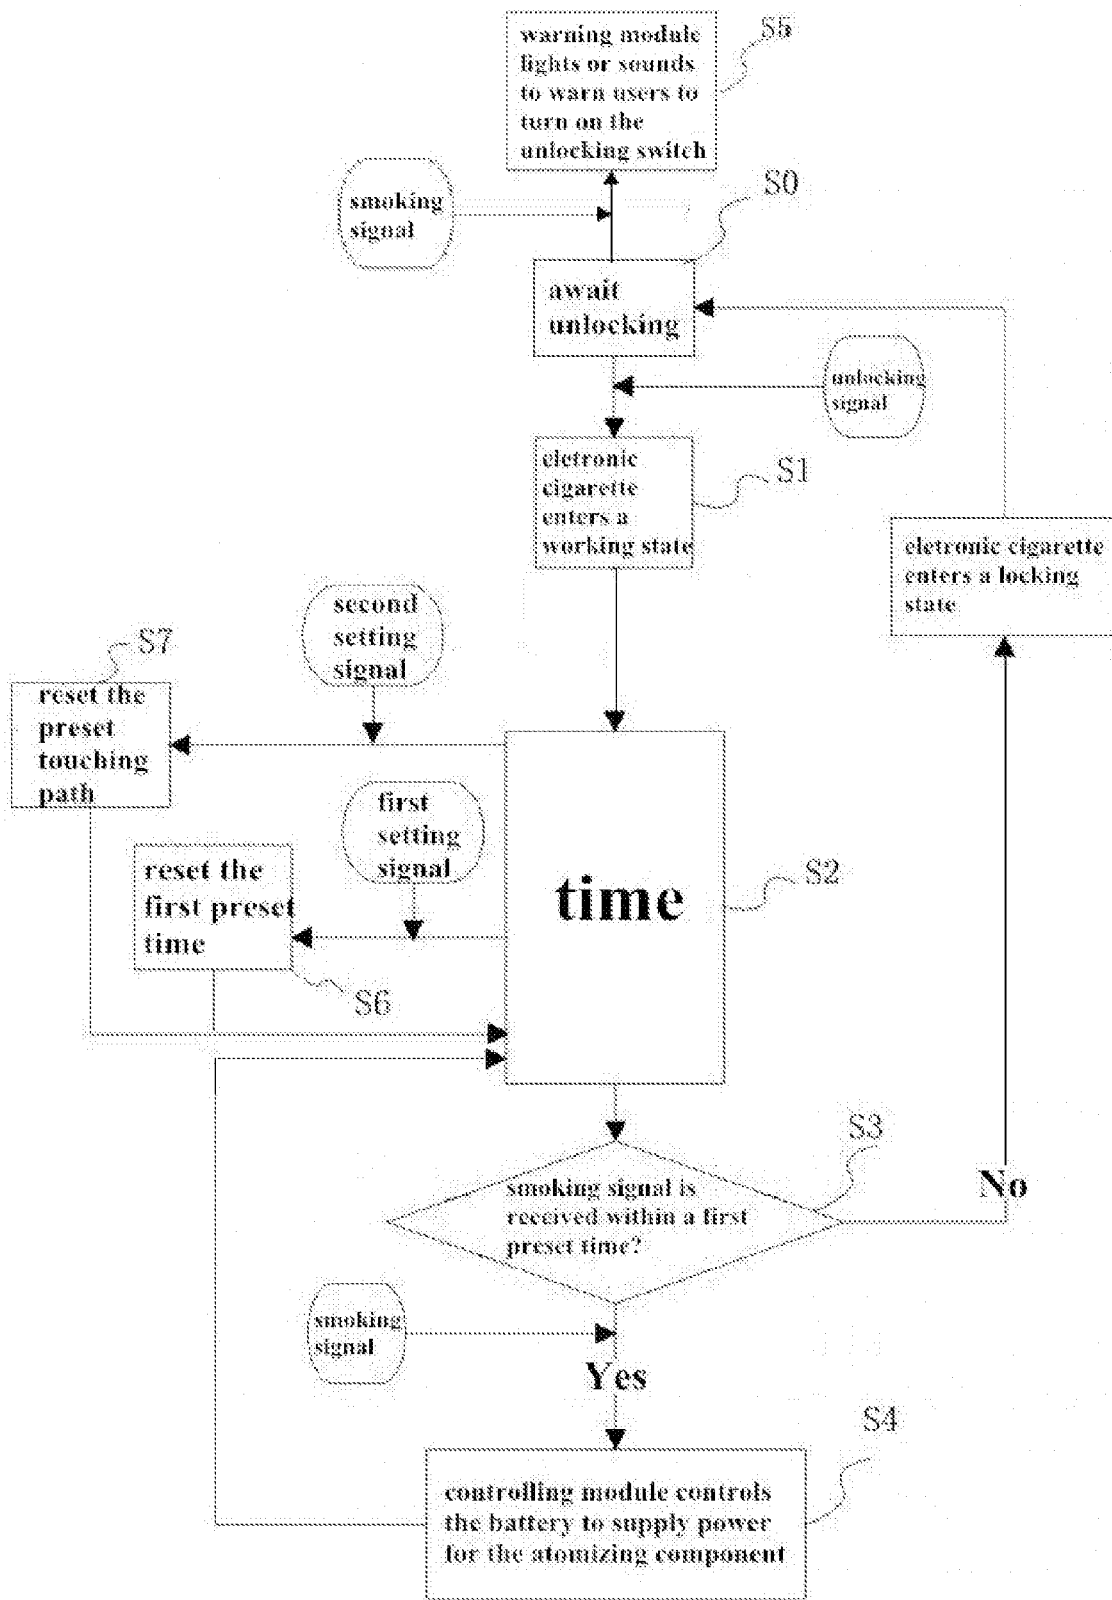 warning module
lights or sounds
to warn users to
turn on the
unlocking switch
S5
smoking
signal
S0
await
unlocking
unlocking
signal
eletronic
cigarette
enters a
working state
S1
eletronic cigarette
enters a locking
state
second
setting
signal
S7
reset the
preset
touching
path
first
setting
signal
reset the
first preset
time
S6
time
S2
S3
smoking signal is
received within a first
preset time?
No
smoking
signal
Yes
S4
controlling module controls
the battery to supply power
for the atomizing component